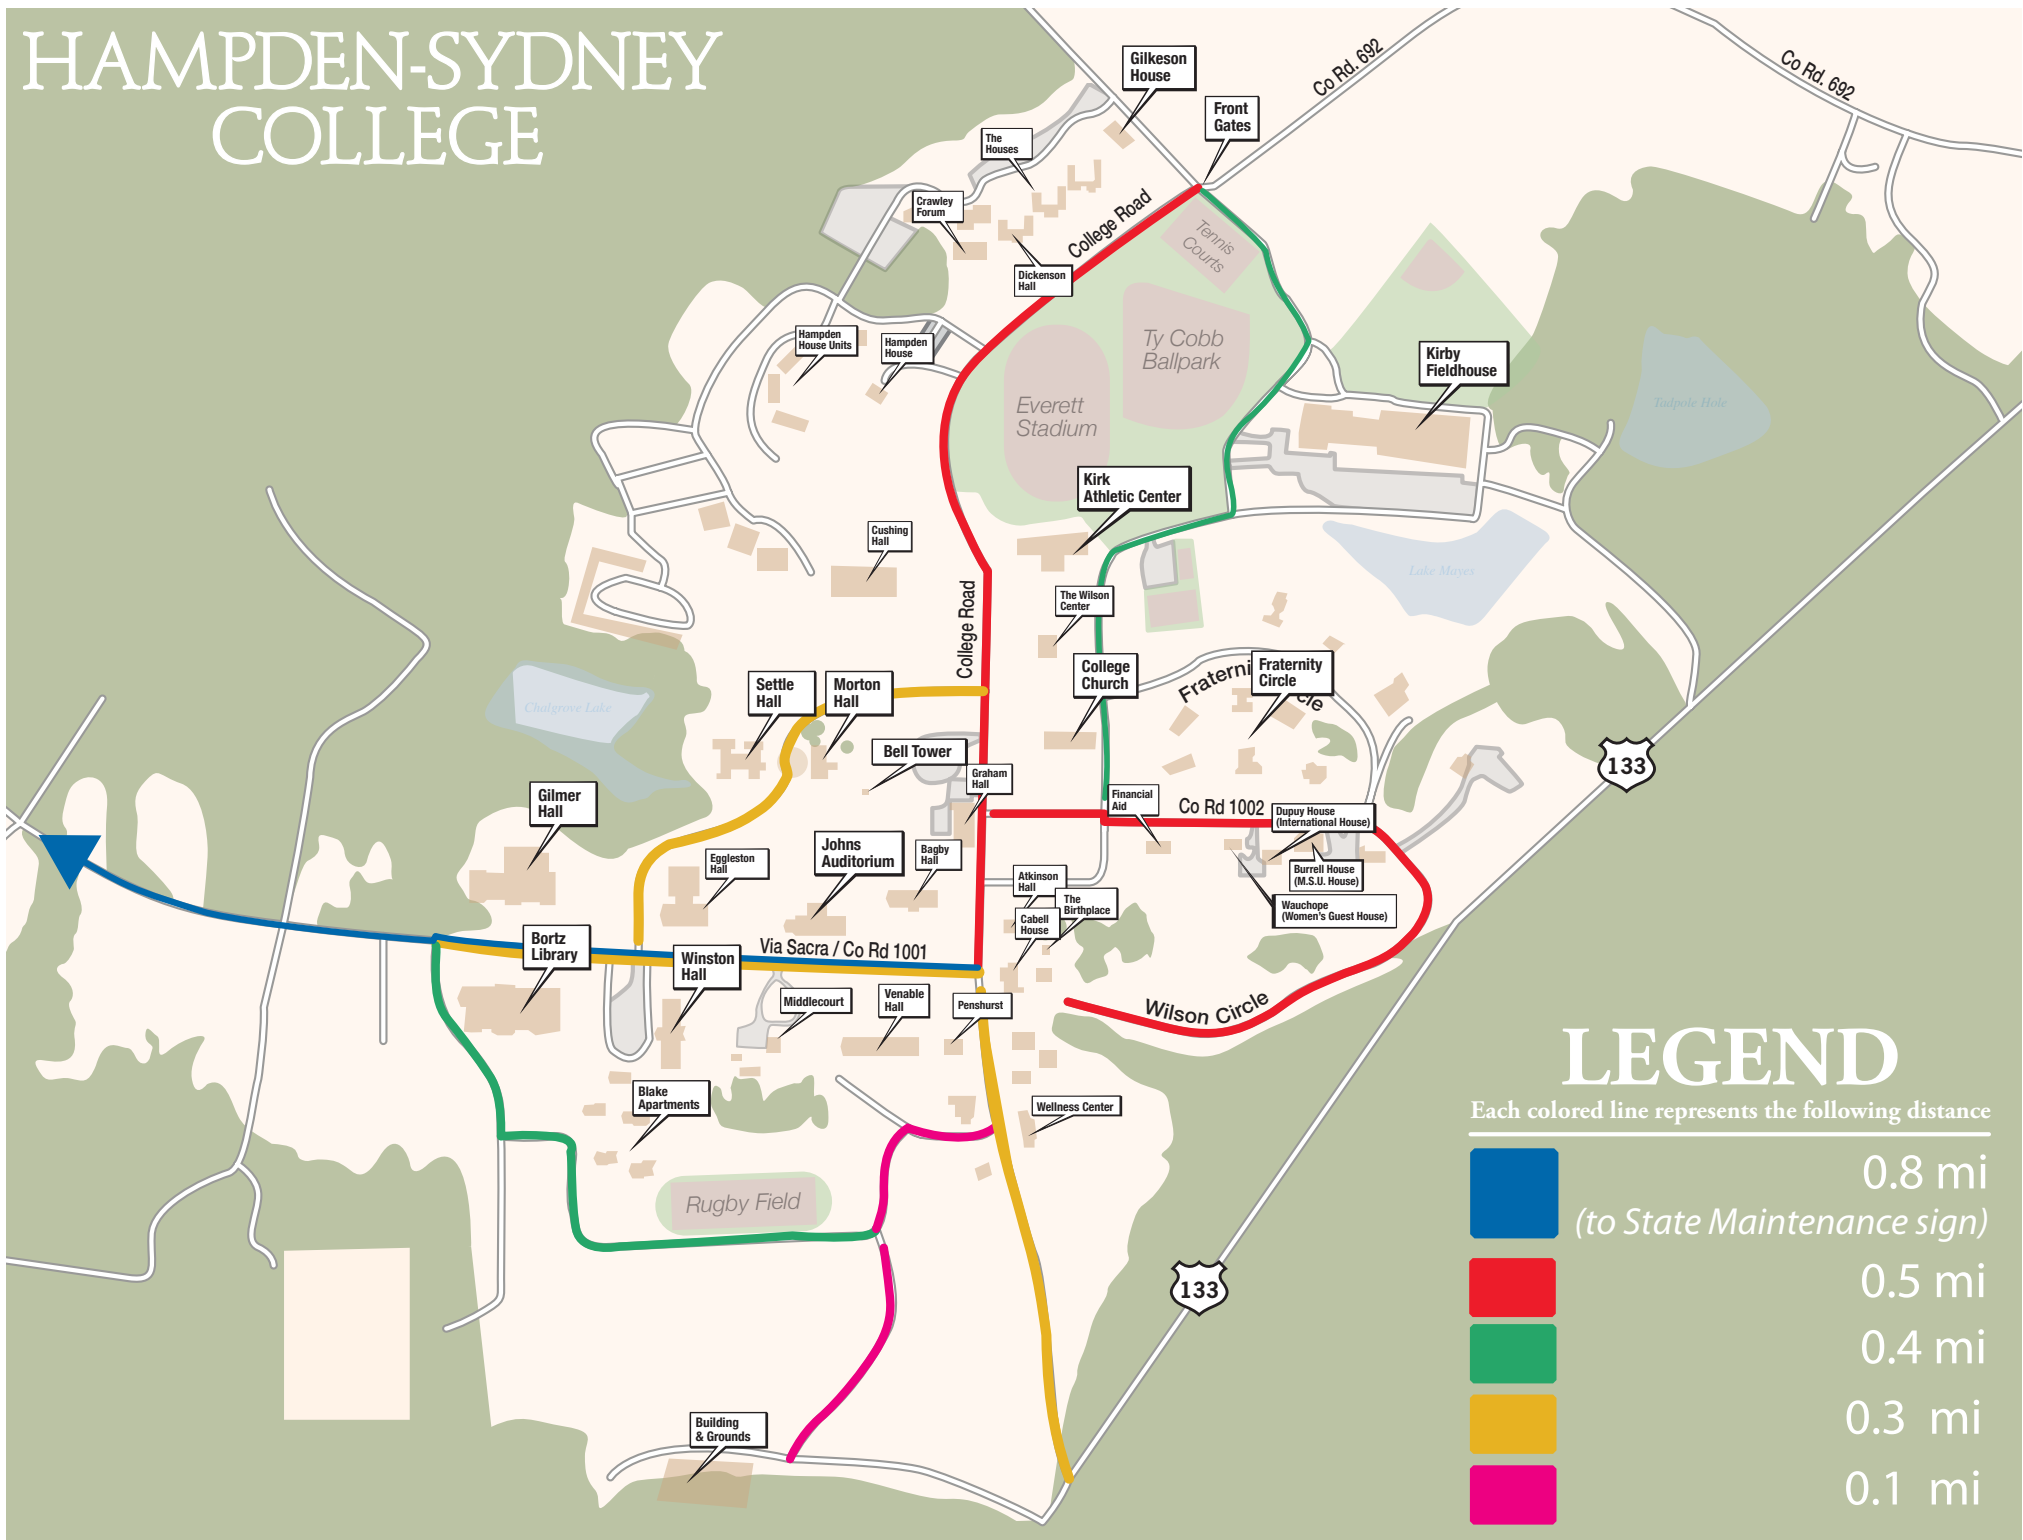 HAMPDEN-SYDNEY
COLLEGE
Gilkeson
House
Co Rd. 692
Co Rd. 692
Front
Gates
The
Houses
Crawley
Forum
College Road
Tennis
Courts
Dickenson
Hall
Hampden
House Units
Hampden
House
Ty Cobb
Ballpark
Kirby
Fieldhouse
Everett
Stadium
Tadpole Hole
Kirk
Athletic Center
Cushing
Hall
Lake Mayes
The Wilson
Center
College Road
College
Church
Fraternity
Circle
Fraterni
cle
Settle
Hall
Morton
Hall
Chalgrove Lake
Bell Tower
133
Graham
Hall
Gilmer
Hall
Financial
Aid
Co Rd 1002
Dupuy House
(International House)
Johns
Auditorium
Bagby
Hall
Eggleston
Hall
Burrell House
(M.S.U. House)
Atkinson
Hall
The
Birthplace
Wauchope
(Women's Guest House)
Cabell
House
Bortz
Library
Via Sacra / Co Rd 1001
Winston
Hall
Middlecourt
Venable
Hall
Penshurst
Wilson Circle
Blake
Apartments
Wellness Center
Rugby Field
133
Building
& Grounds
LEGEND
Each colored line represents the following distance
0.8 mi
(to State Maintenance sign)
0.5 mi
0.4 mi
0.3 mi
0.1 mi